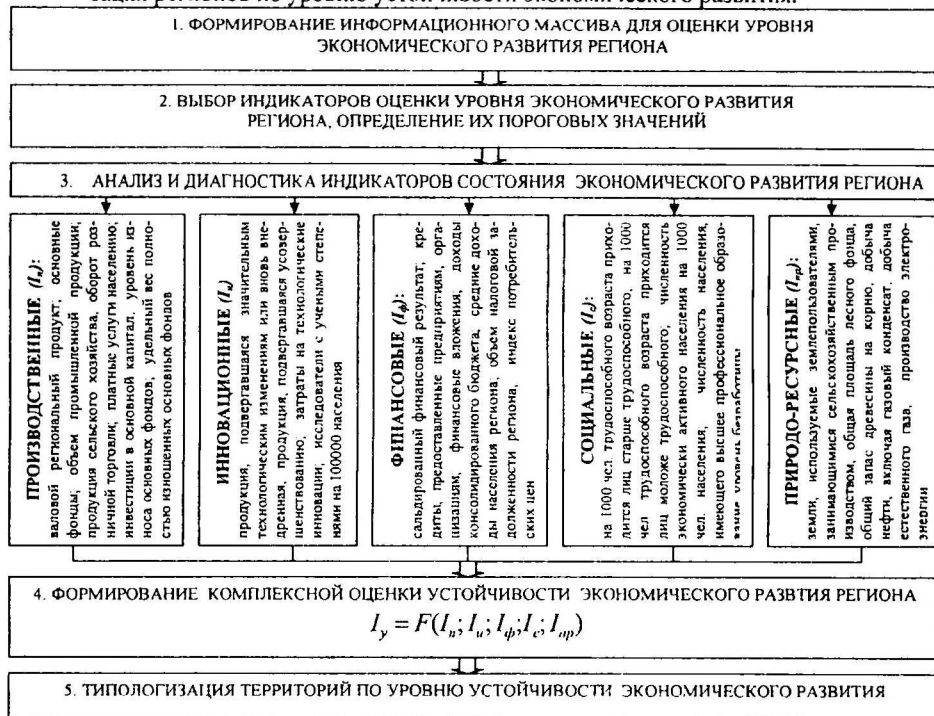 зация регионов по уровню устойчивости экономического развития.
1. ФОРМИРОВАНИЕ ИНФОРМАЦИОННОГО МАССИВА ДЛЯ ОЦЕНКИ УРОВНЯ
ЭКОНОМИЧЕСКОГО РАЗВИТИЯ РЕГИОНА
2. ВЫБОР ИНДИКАТОРОВ ОЦЕНКИ УРОВНЯ ЭКОНОМИЧЕСКОГО РАЗВИТИЯ
РЕГИОНА, ОПРЕДЕЛЕНИЕ ИХ ПОРОГОВЫХ ЗНАЧЕНИЙ
3. АНАЛИЗ И ДИАГНОСТИКА ИНДИКАТОРОВ СОСТОЯНИЯ ЭКОНОМИЧЕСКОГО РАЗВИТИЯ РЕГИОНА
ПРОИЗВОДСТВЕННЫЕ (Iп):
валовой региональный продукт; основные
фонды; объем промышленной продукции;
продукция сельского хозяйства, оборот роз-
ничной торговли; платные услуги населению;
инвестиции в основной капитал, уровень из-
носа основных фондов, удельный вес полно-
стью изношенных основных фондов
ИННОВАЦИОННЫЕ (Iи)
продукция, подвергавшаяся значительным
технологическим изменениям или вновь вне-
дренная, продукция, подвергавшаяся усовер-
шенствованию, затраты на технологические
инновации; исследователи с учеными степе-
нями на 100000 населения
ФИНАНСОВЫЕ (Iф):
сальдированный финансовый результат; кре-
диты, предоставленные предприятиям, орга-
низациям, финансовые вложения; доходы
консолидированного бюджета, средние дохо-
ды населения региона, объем налоговой за-
долженности региона, индекс потребитель-
ских цен
СОЦИАЛЬНЫЕ (Iс):
на 1000 чел трудоспособного возраста прихо-
дится лиц старше трудоспособного, на 1000
чел трудоспособного возраста приходится
лиц моложе трудоспособного, численность
экономически активного населения на 1000
чел. населения, численность населения,
имеющего высшее профессиональное образо-
вание, уровень безработицы
ПРИРОДО-РЕСУРСНЫЕ (Iпр):
земли, используемые землепользователями,
занимающимися сельскохозяйственным про-
изводством, общая площадь лесного фонда,
общий запас древесины на корню, добыча
нефти, включая газовый конденсат, добыча
естественного газа, производство электро-
энергии
4. ФОРМИРОВАНИЕ КОМПЛЕКСНОЙ ОЦЕНКИ УСТОЙЧИВОСТИ ЭКОНОМИЧЕСКОГО РАЗВТИЯ РЕГИОНА
Iу = F(Iп; Iи; Iф; Iс; Iпр)
5. ТИПОЛОГИЗАЦИЯ ТЕРРИТОРИЙ ПО УРОВНЮ УСТОЙЧИВОСТИ ЭКОНОМИЧЕСКОГО РАЗВИТИЯ